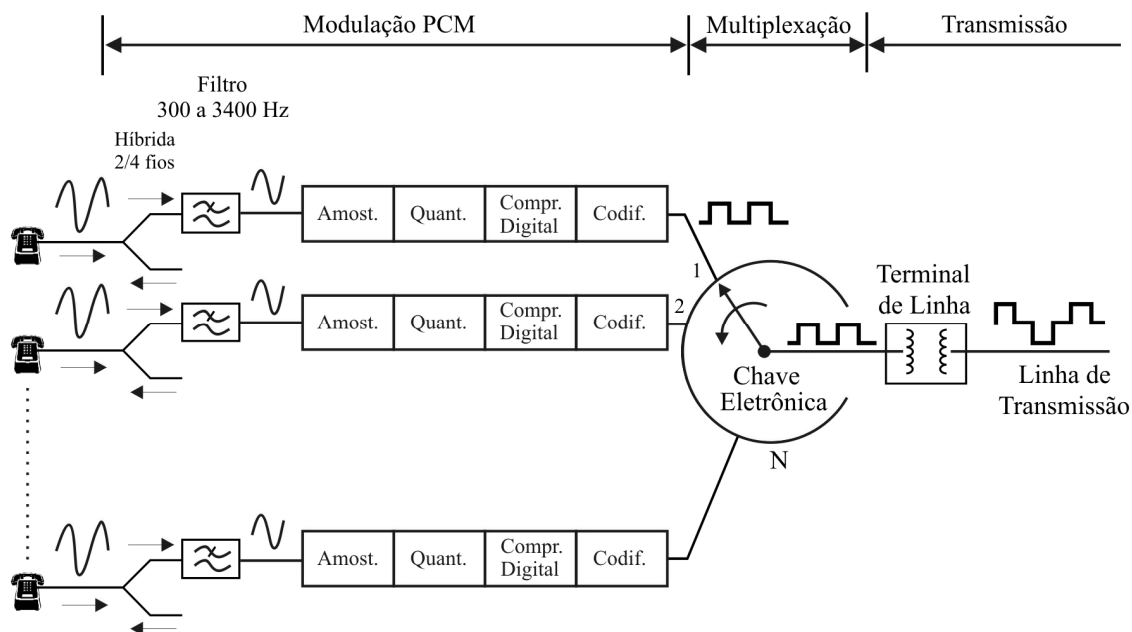 Modulação PCM
Multiplexação
Transmissão
Filtro
300 a 3400 Hz
Híbrida
2/4 fios
Amost.
Quant.
Compr.
Digital
Codif.
1
Amost.
Quant.
Compr.
Digital
Codif.
2
Chave
Eletrônica
N
Terminal
de Linha
Linha de
Transmissão
Amost.
Quant.
Compr.
Digital
Codif.